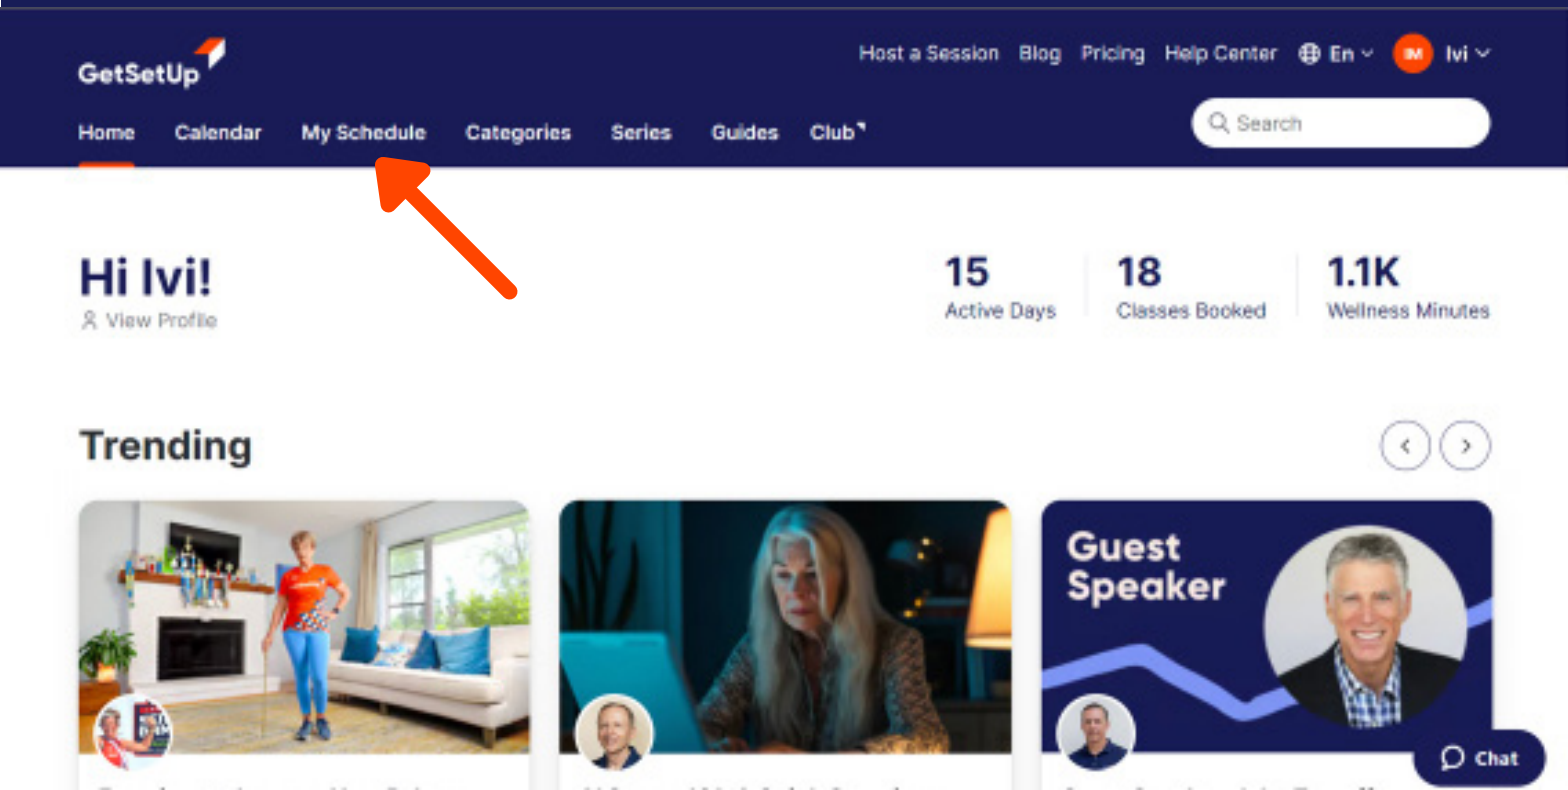 GetSetUp
Host a Session Blog Pricing Help Center En IM Ivi
Home Calendar My Schedule Categories Series Guides Club
Search
Hi Ivi!
View Profile
15 18 1.1K
Active Days Classes Booked Wellness Minutes
Trending
Guest
Speaker
Chat